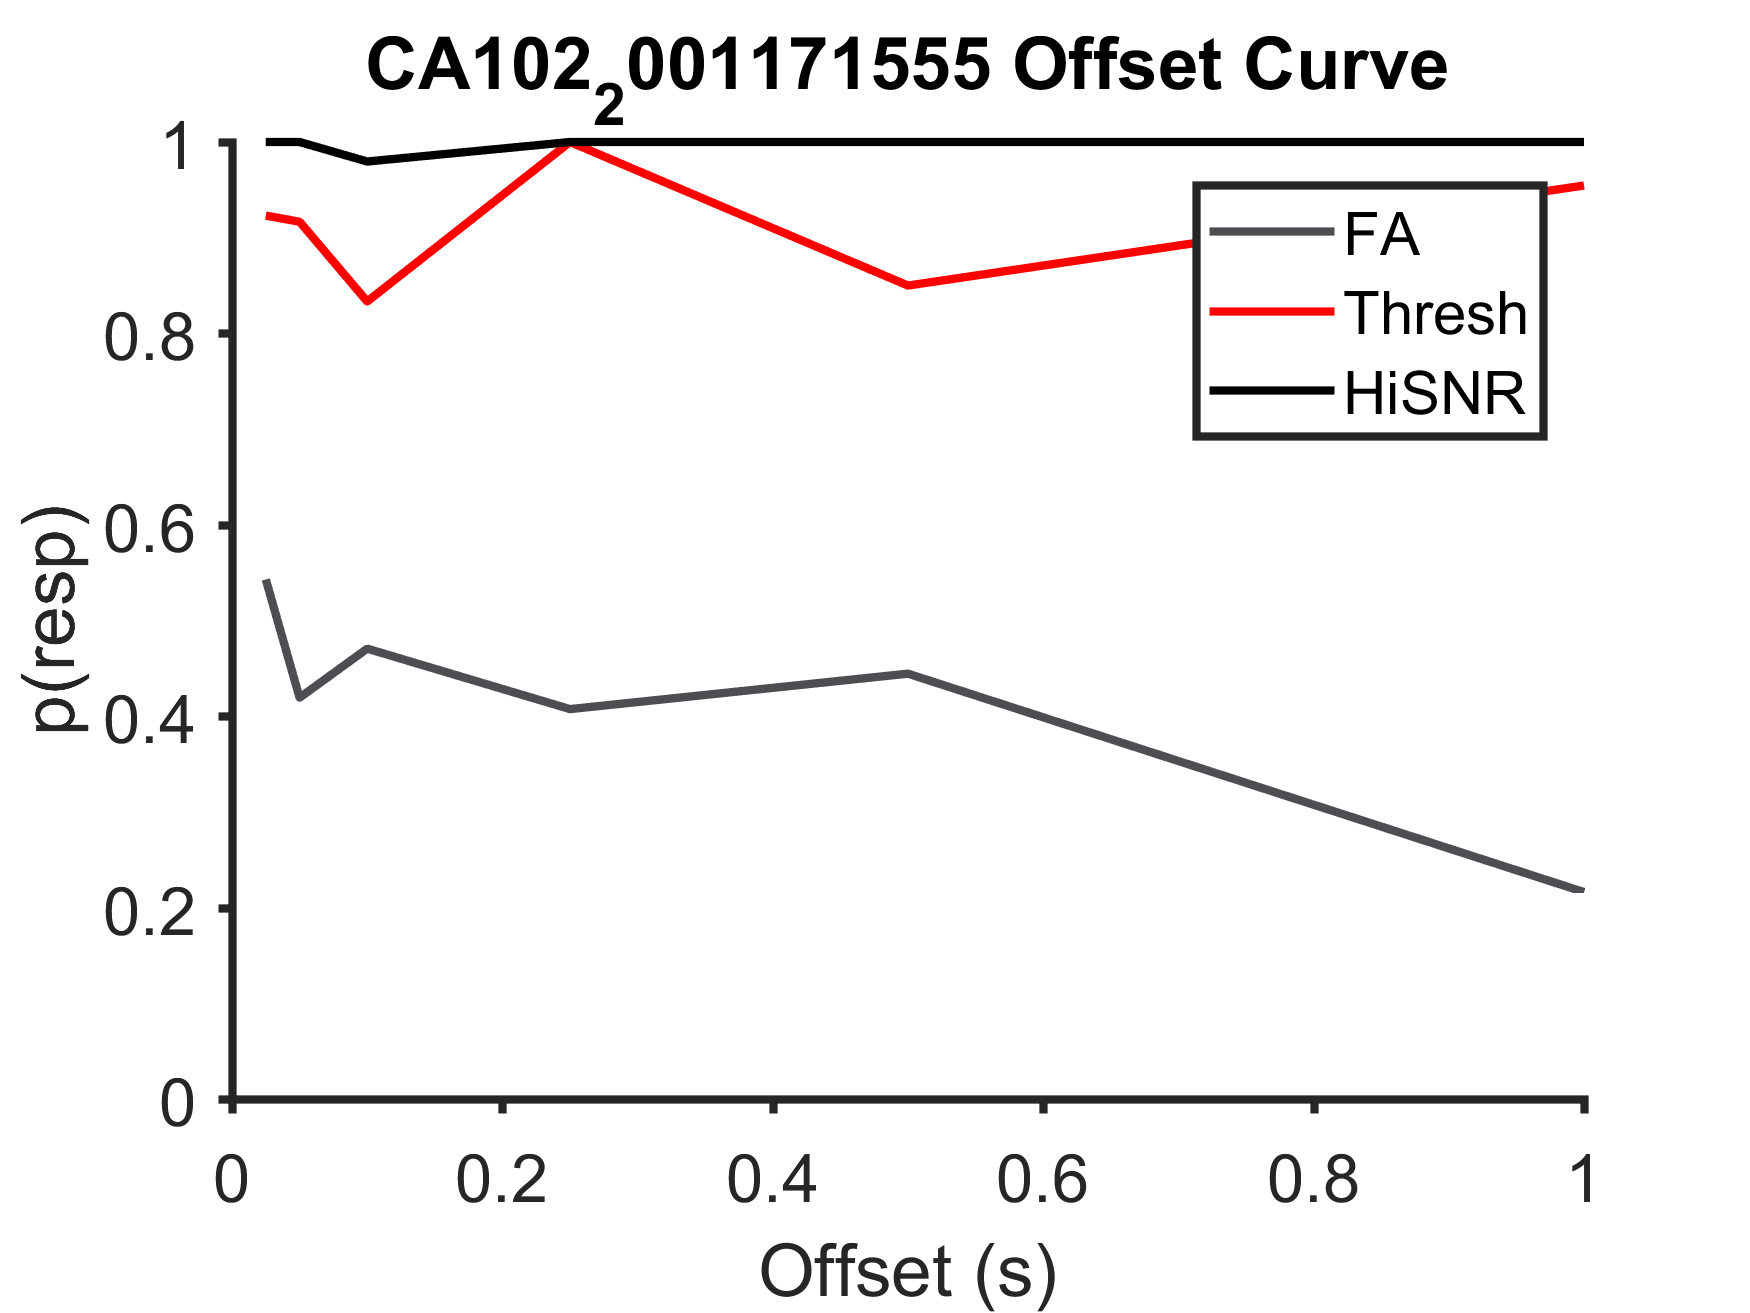 CA102₂001171555 Offset Curve
1
0.8
0.6
0.4
0.2
0
p(resp)
FA
Thresh
HiSNR
0 0.2 0.4 0.6 0.8 1
Offset (s)